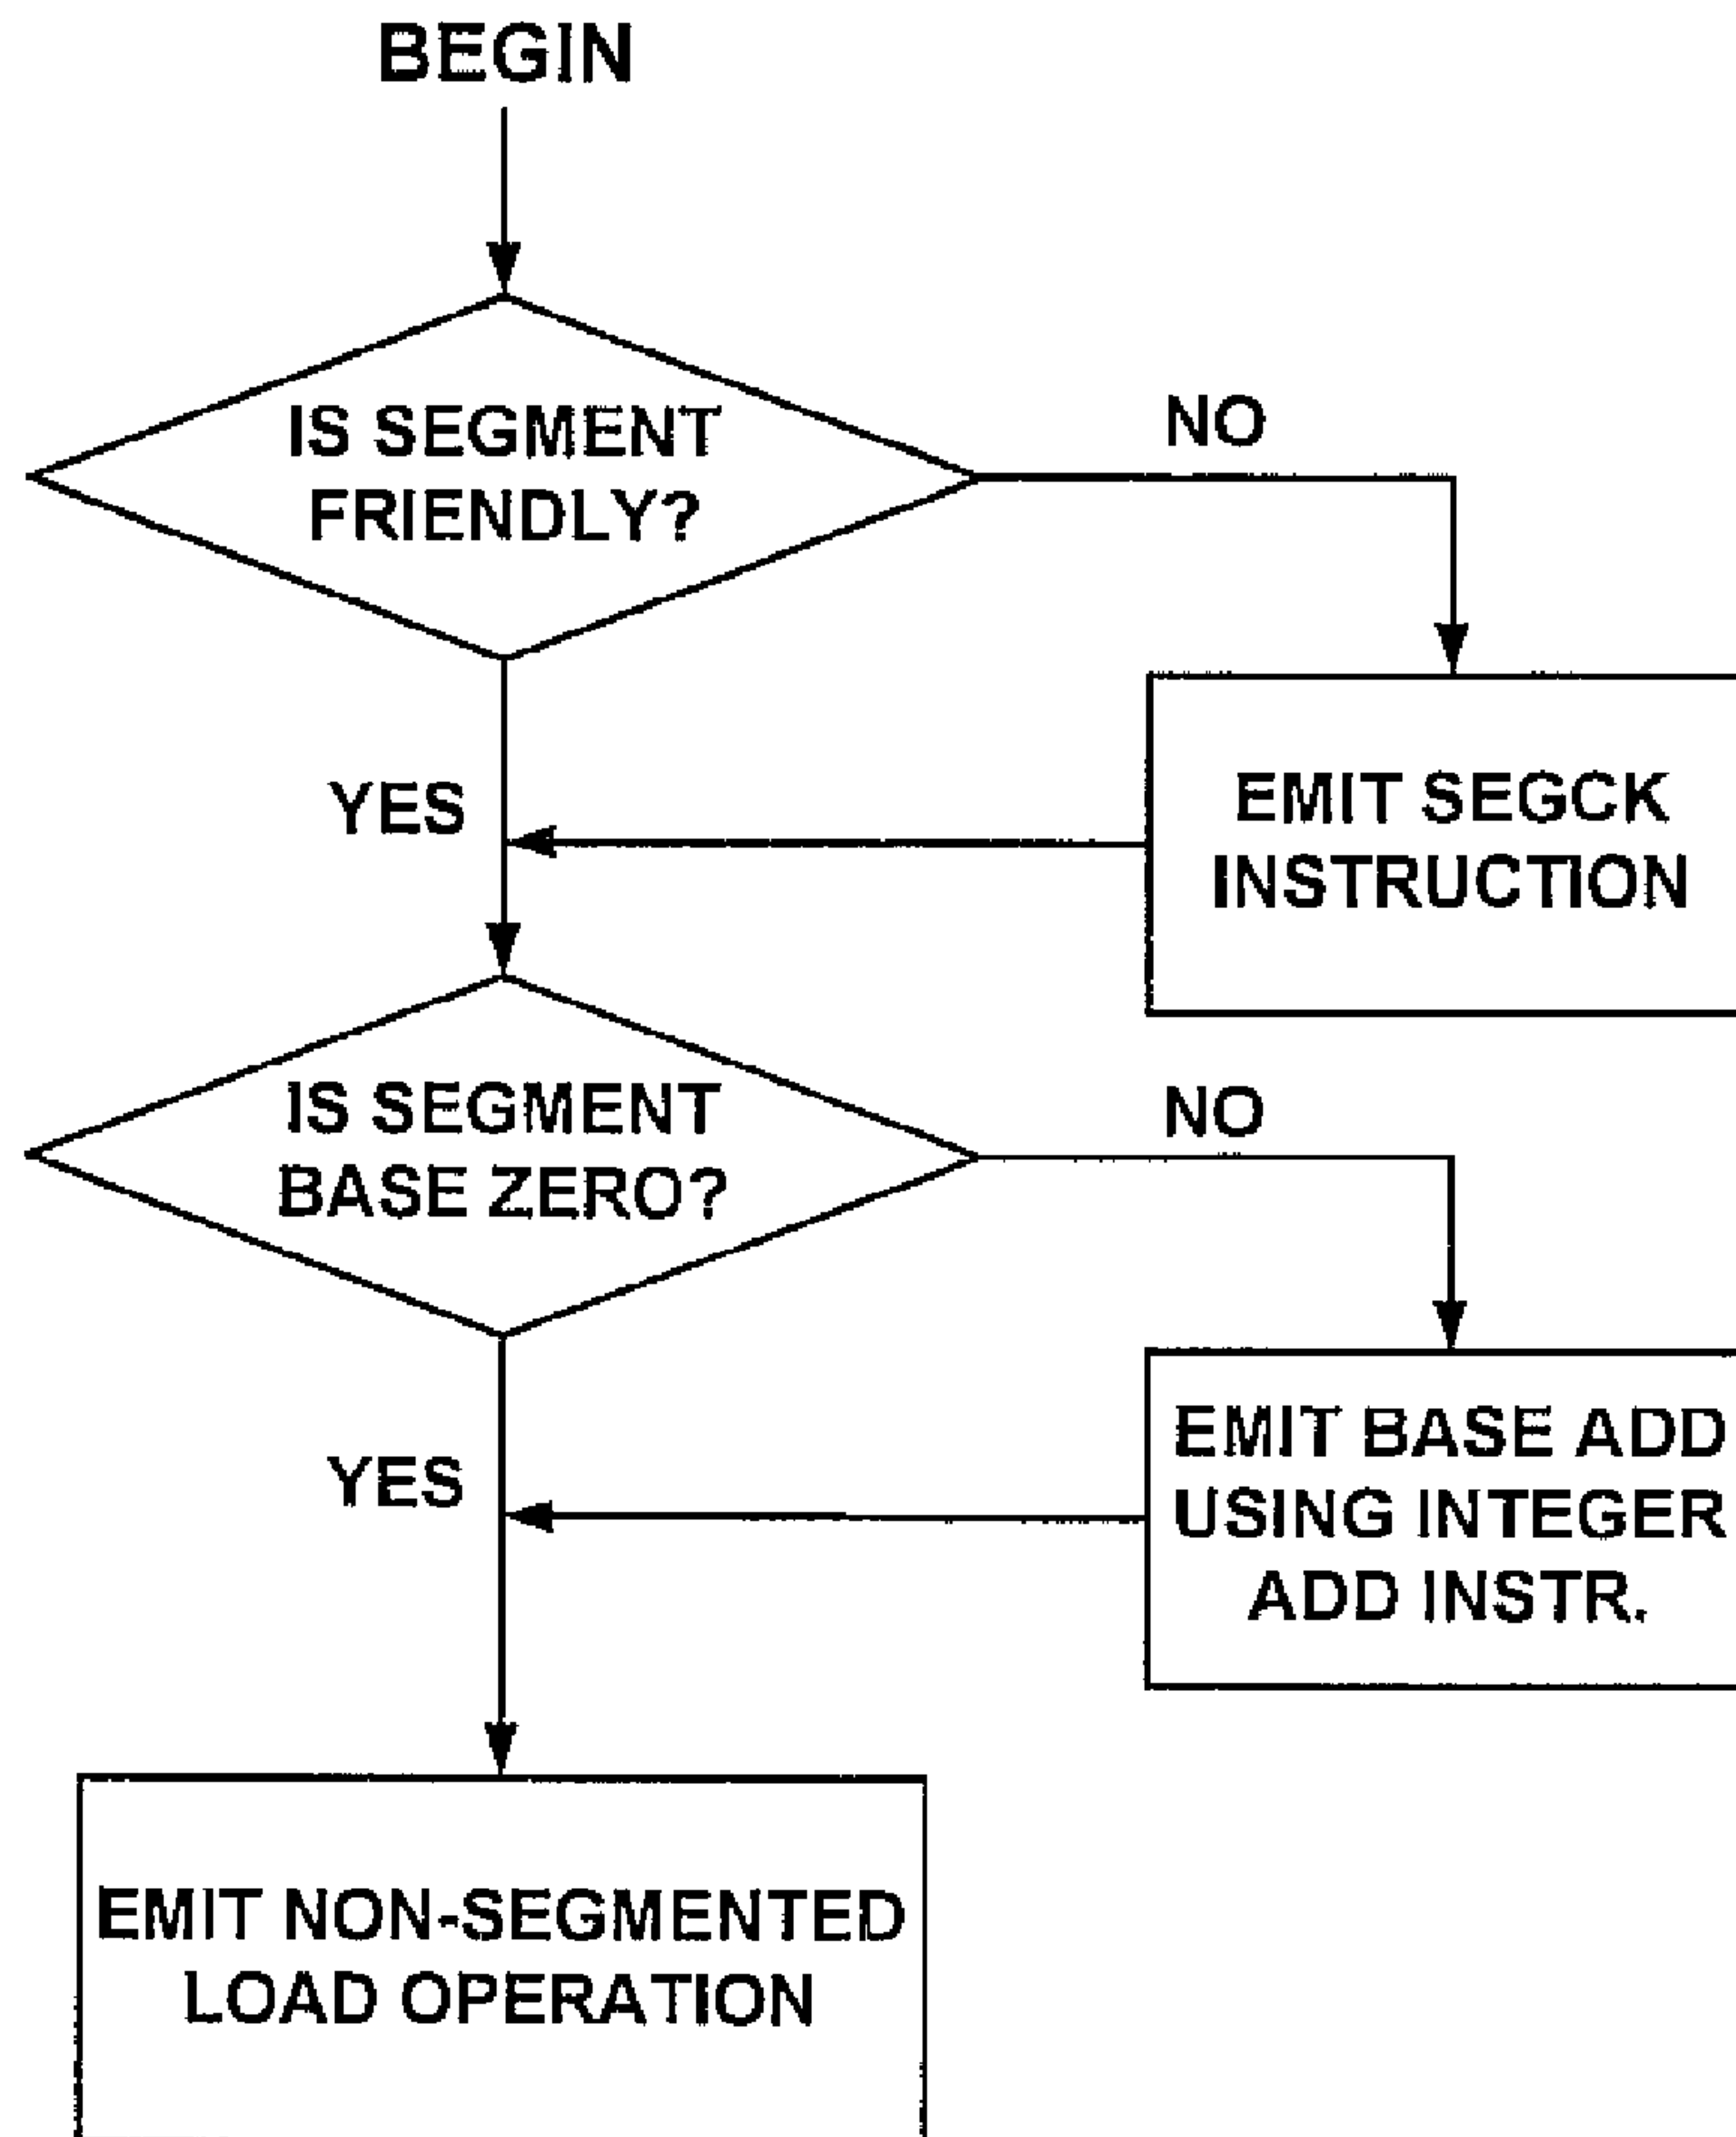 BEGIN
IS SEGMENT
FRIENDLY?
NO
YES
EMIT SEGCK
INSTRUCTION
IS SEGMENT
BASE ZERO?
NO
YES
EMIT BASE ADD
USING INTEGER
ADD INSTR.
EMIT NON-SEGMENTED
LOAD OPERATION